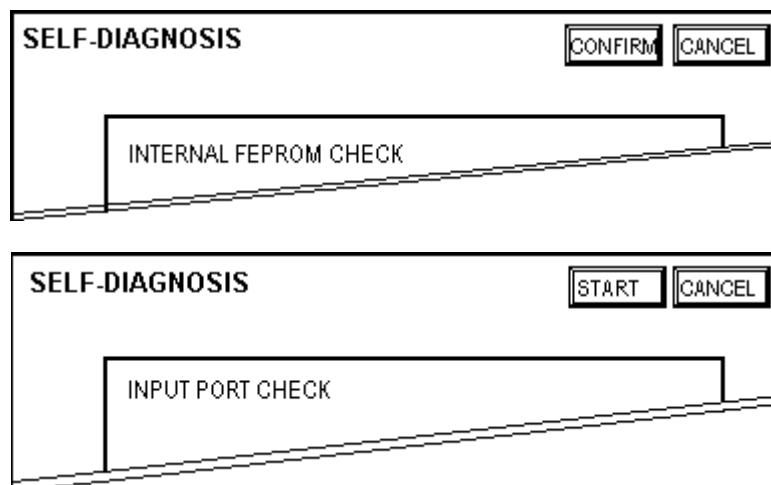 SELF-DIAGNOSIS CONFIRM CANCEL
INTERNAL FEPROM CHECK
SELF-DIAGNOSIS START CANCEL
INPUT PORT CHECK